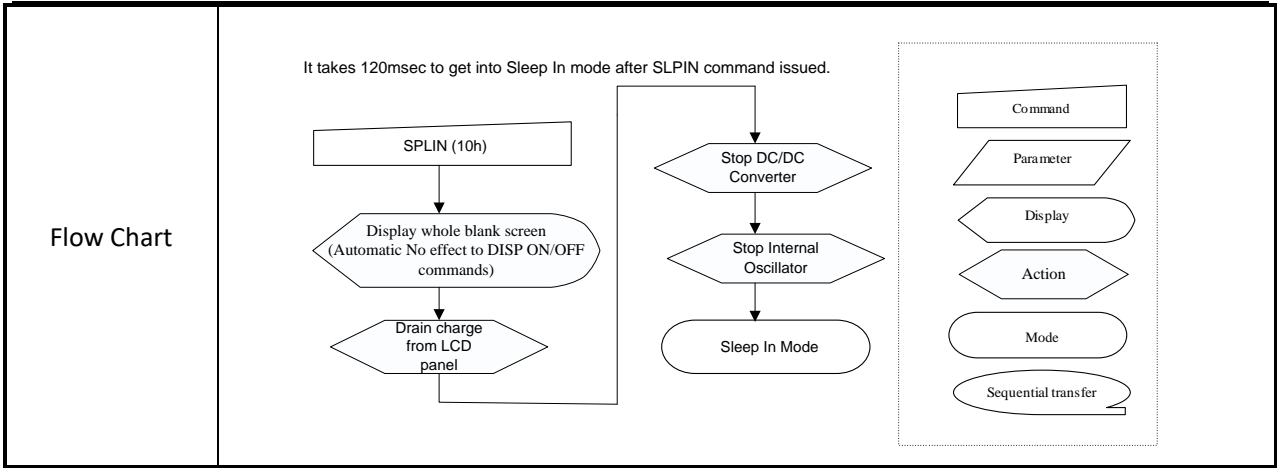 Flow Chart
It takes 120msec to get into Sleep In mode after SLPIN command issued.
SPLIN (10h)
Display whole blank screen
(Automatic No effect to DISP ON/OFF
commands)
Drain charge
from LCD
panel
Stop DC/DC
Converter
Stop Internal
Oscillator
Sleep In Mode
Command
Parameter
Display
Action
Mode
Sequential transfer